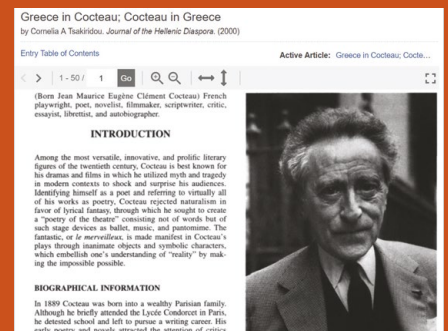 Greece in Cocteau; Cocteau in Greece
by Cornelia A Tsakiridou. Journal of the Hellenic Diaspora. (2000)
Entry Table of Contents
Active Article: Greece in Cocteau; Cocte...
1 - 50 / 1 Go
(Born Jean Maurice Eugène Clément Cocteau) French
playwright, poet, novelist, filmmaker, scriptwriter, critic,
essayist, librettist, and autobiographer.
INTRODUCTION
Among the most versatile, innovative, and prolific literary
figures of the twentieth century, Cocteau is best known for
his dramas and films in which he utilized myth and tragedy
in modern contexts to shock and surprise his audiences.
Identifying himself as a poet and referring to virtually all
of his works as poetry, Cocteau rejected naturalism in
favor of lyrical fantasy, through which he sought to create
a "poetry of the theatre" consisting not of words but of
such stage devices as ballet, music, and pantomime. The
fantastic, or le merveilleux, is made manifest in Cocteau's
plays through inanimate objects and symbolic characters,
which embellish one's understanding of "reality" by mak-
ing the impossible possible.
BIOGRAPHICAL INFORMATION
In 1889 Cocteau was born into a wealthy Parisian family.
Although he briefly attended the Lycée Condorcet in Paris,
he detested school and left to pursue a writing career. His
early poetry and novels attracted the attention of critics